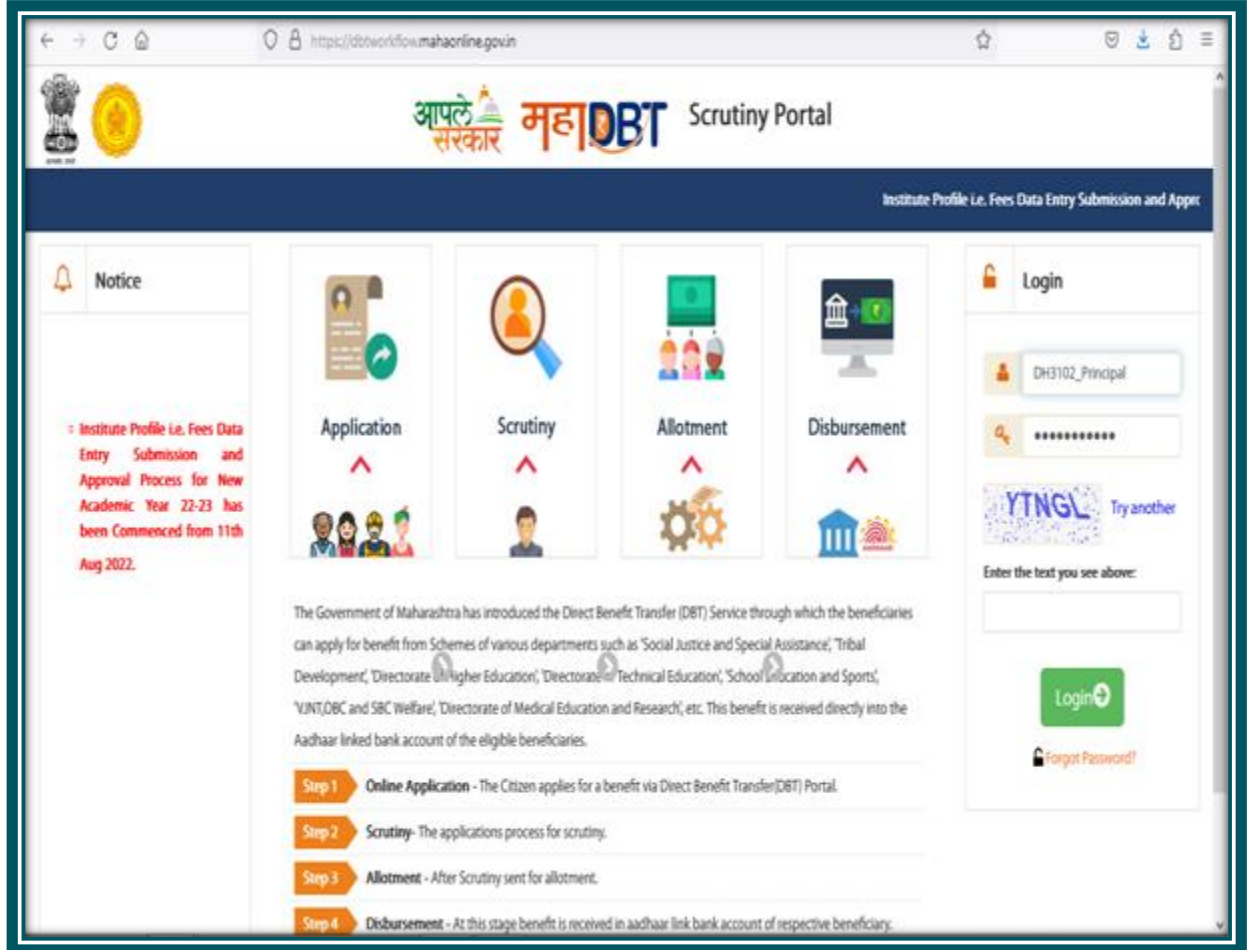 https://dbtworkflow.mahaonline.gov.in
आपले सरकार महाDBT Scrutiny Portal
Institute Profile i.e. Fees Data Entry Submission and Appro
Notice
Institute Profile i.e. Fees Data
Entry Submission and
Approval Process for New
Academic Year 22-23 has
been Commenced from 11th
Aug 2022.
Application
Scrutiny
Allotment
Disbursement
AADHAAR
The Government of Maharashtra has introduced the Direct Benefit Transfer (DBT) Service through which the beneficiaries
can apply for benefit from Schemes of various departments such as 'Social Justice and Special Assistance', 'Tribal
Development', 'Directorate Higher Education', 'Directorate Technical Education', 'School Education and Sports',
'VJNT,OBC and SBC Welfare', 'Directorate of Medical Education and Research', etc. This benefit is received directly into the
Aadhaar linked bank account of the eligible beneficiaries.
Step 1 Online Application - The Citizen applies for a benefit via Direct Benefit Transfer(DBT) Portal.
Step 2 Scrutiny- The applications process for scrutiny.
Step 3 Allotment - After Scrutiny sent for allotment.
Step 4 Disbursement - At this stage benefit is received in aadhaar link bank account of respective beneficiary.
Login
DH3102_Principal
•••••••••••
YTNGL Try another
Enter the text you see above:
Login
Forgot Password?